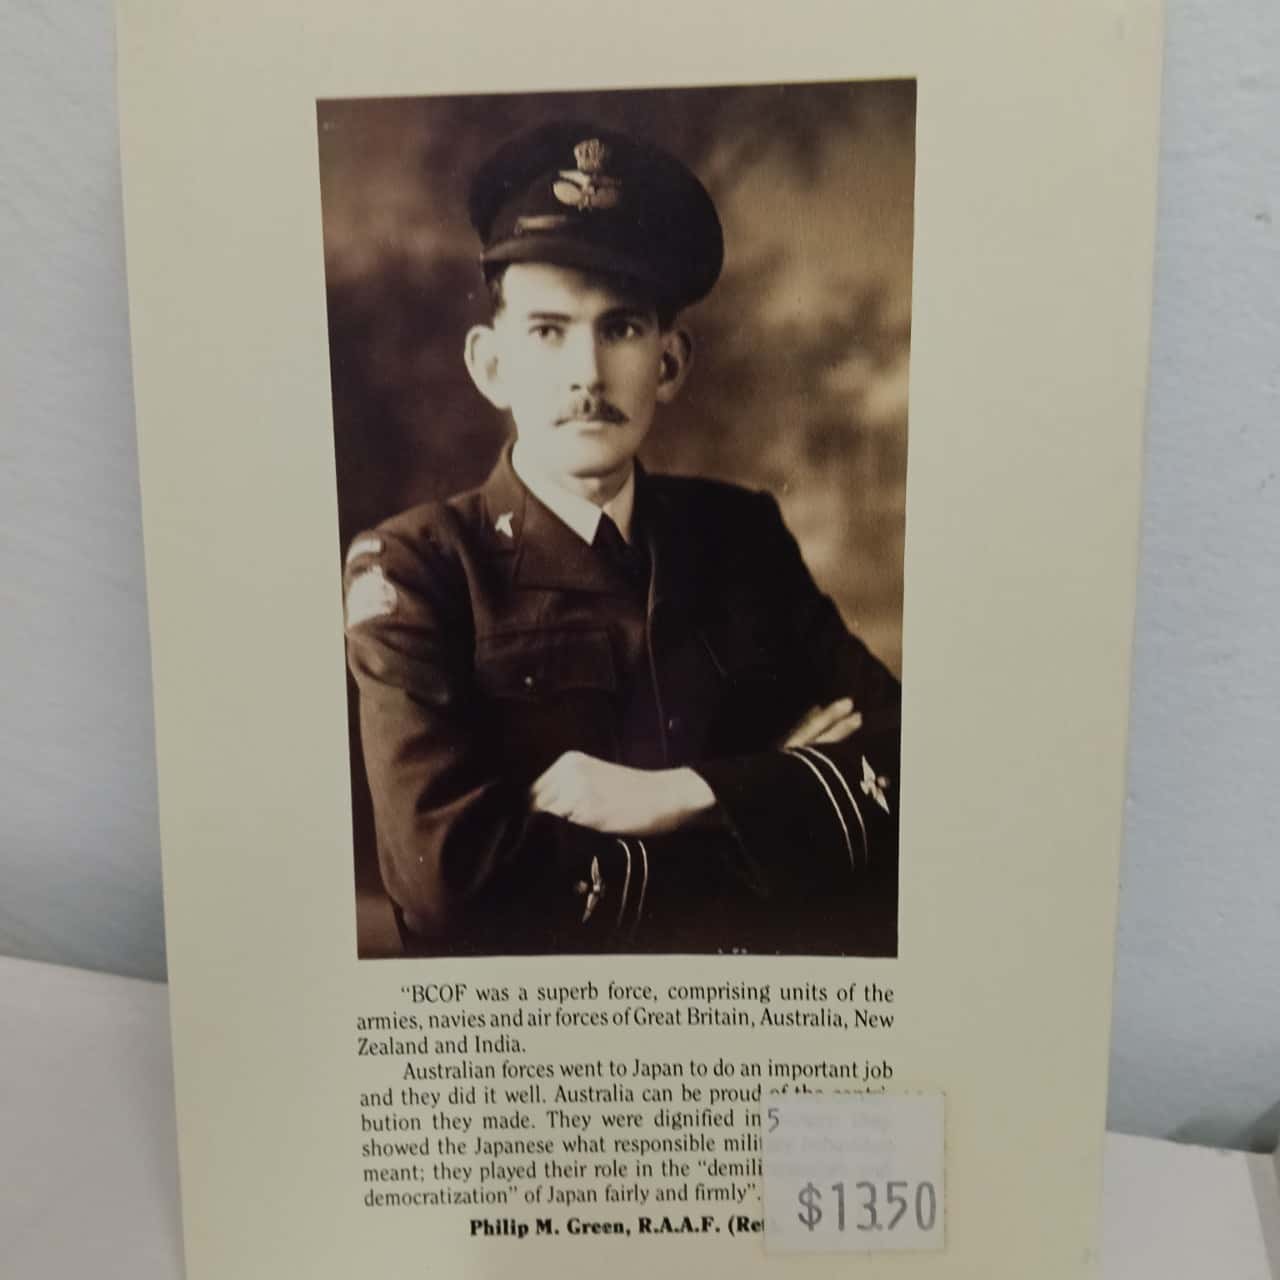 “BCOF was a superb force, comprising units of the
armies, navies and air forces of Great Britain, Australia, New
Zealand and India.
Australian forces went to Japan to do an important job
and they did it well. Australia can be proud of the
bution they made. They were dignified in
showed the Japanese what responsible
meant; they played their role in the “
democratization” of Japan fairly and firmly”.
Philip M. Green, R.A.A.F.
5
$13.50